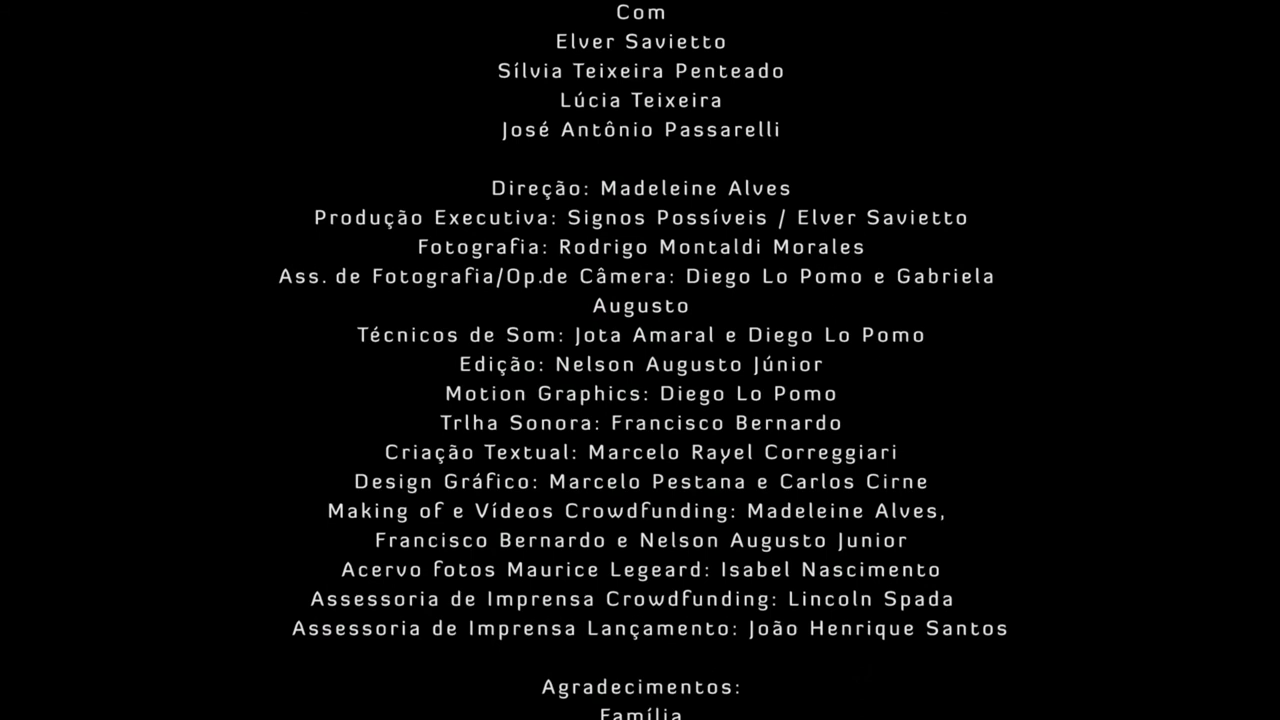 Com
Elver Savietto
Sílvia Teixeira Penteado
Lúcia Teixeira
José Antônio Passarelli
Direção: Madeleine Alves
Produção Executiva: Signos Possíveis / Elver Savietto
Fotografia: Rodrigo Montaldi Morales
Ass. de Fotografia/Op.de Câmera: Diego Lo Pomo e Gabriela
Augusto
Técnicos de Som: Jota Amaral e Diego Lo Pomo
Edição: Nelson Augusto Júnior
Motion Graphics: Diego Lo Pomo
Trlha Sonora: Francisco Bernardo
Criação Textual: Marcelo Rayel Correggiari
Design Gráfico: Marcelo Pestana e Carlos Cirne
Making of e Vídeos Crowdfunding: Madeleine Alves,
Francisco Bernardo e Nelson Augusto Junior
Acervo fotos Maurice Legeard: Isabel Nascimento
Assessoria de Imprensa Crowdfunding: Lincoln Spada
Assessoria de Imprensa Lançamento: João Henrique Santos
Agradecimentos:
Família